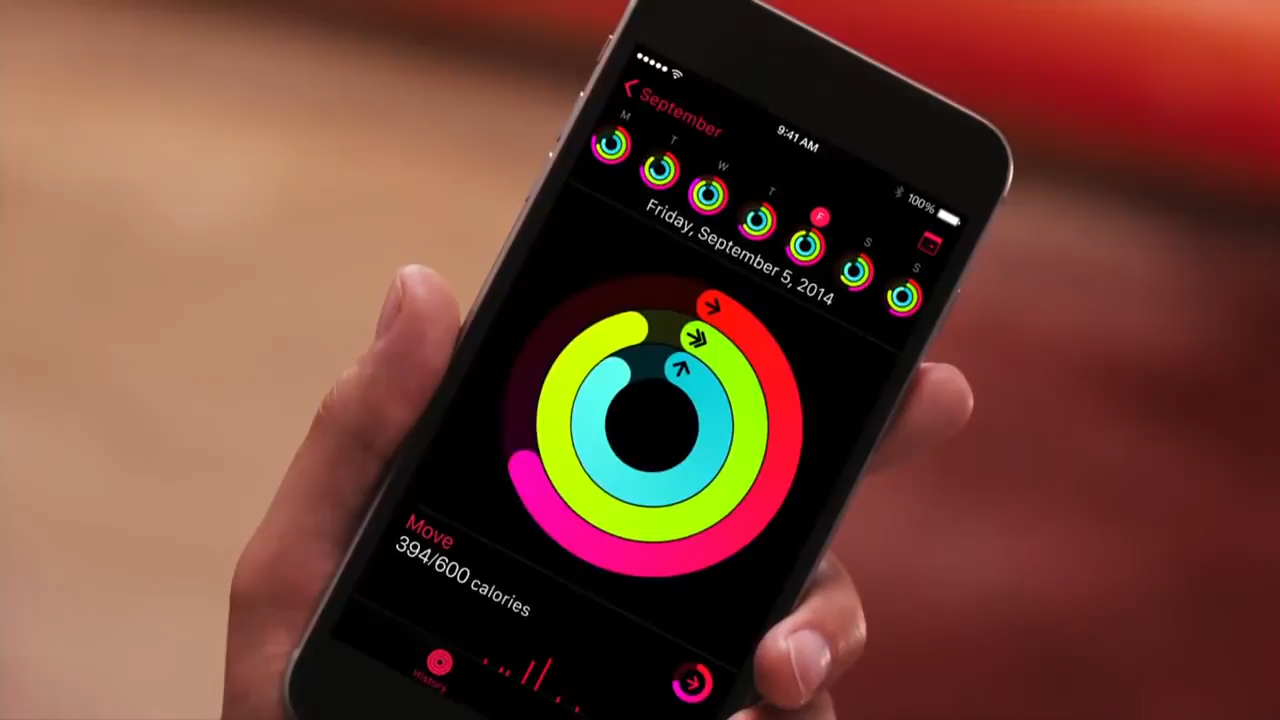 9:41 AM
100%
September
M T W T F S S
Friday, September 5, 2014
Move
394/600 calories
History